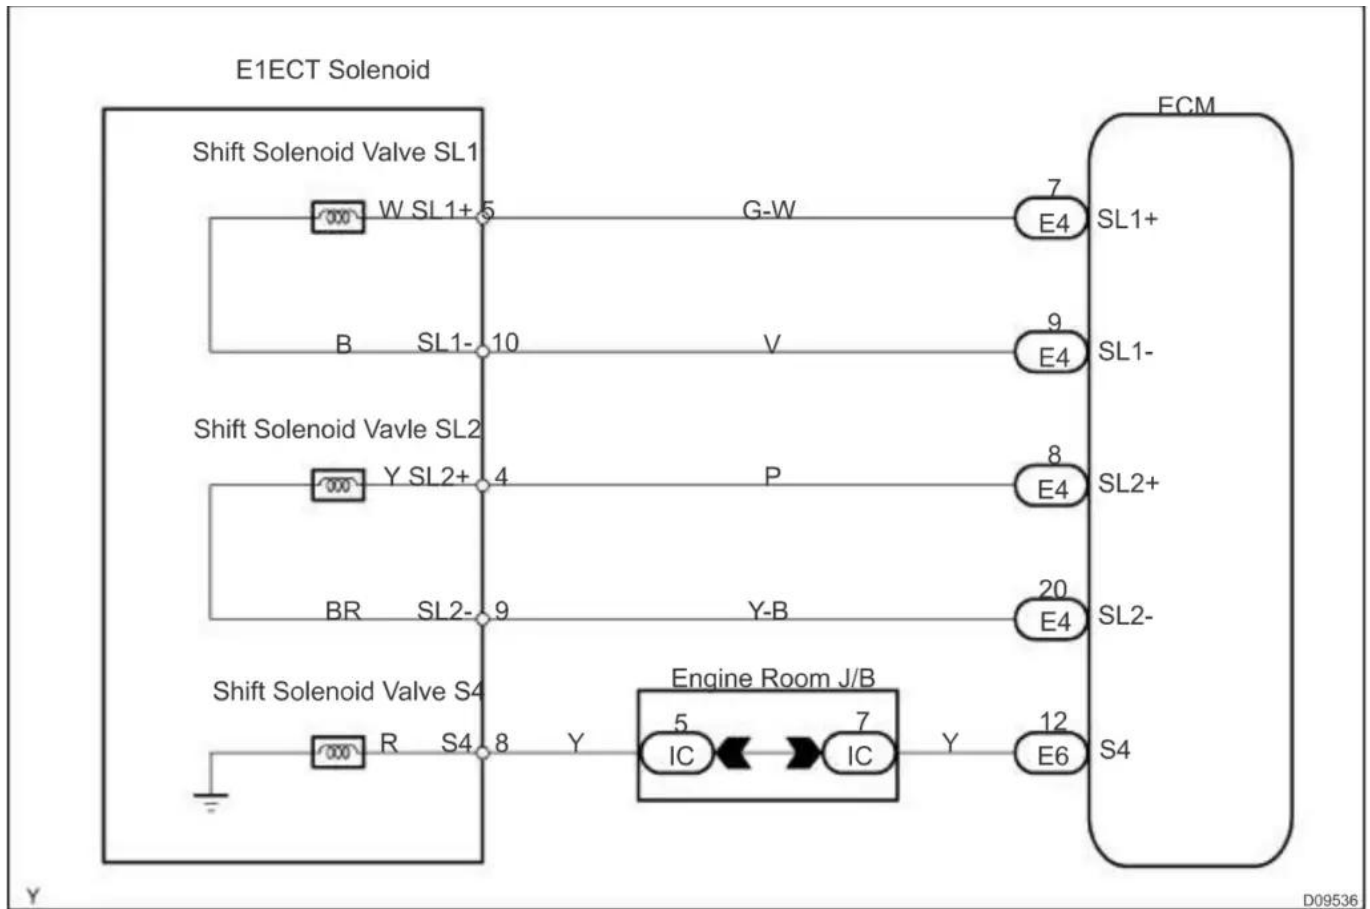 E1ECT Solenoid
ECM
Shift Solenoid Valve SL1
W SL1+ 5 G-W 7 E4 SL1+
B SL1- 10 V 9 E4 SL1-
Shift Solenoid Vavle SL2
Y SL2+ 4 P 8 E4 SL2+
BR SL2- 9 Y-B 20 E4 SL2-
Shift Solenoid Valve S4
Engine Room J/B
R S4 8 Y 5 IC 7 IC Y 12 E6 S4
Y
D09536